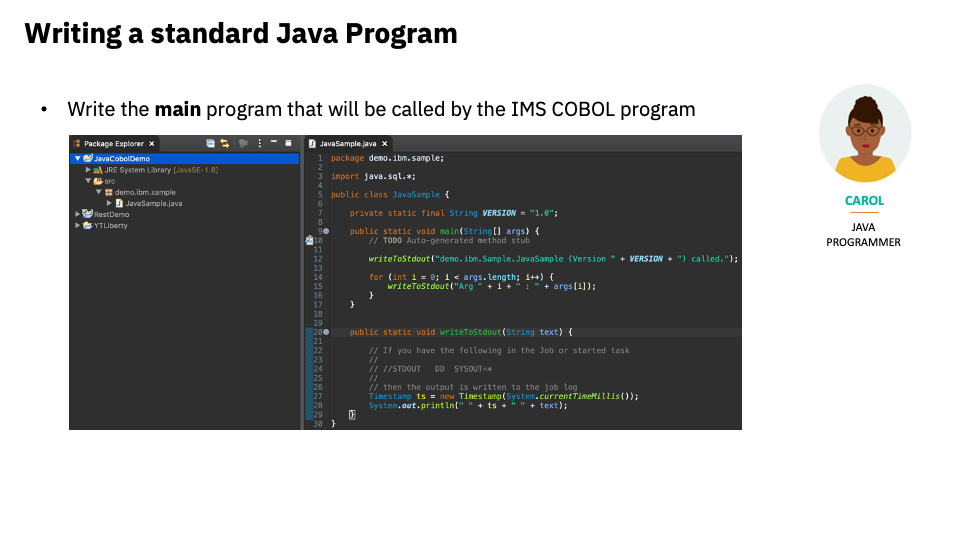 Writing a standard Java Program
• Write the main program that will be called by the IMS COBOL program
CAROL
JAVA
PROGRAMMER
Package Explorer
JavaCobolDemo
JRE System Library [JavaSE-1.8]
src
demo.ibm.sample
JavaSample.java
RestDemo
YTLiberty
JavaSample.java
1 package demo.ibm.sample;
2
3 import java.sql.*;
4
5 public class JavaSample {
6
7 private static final String VERSION = "1.0";
8
9 public static void main(String[] args) {
10 // TODO Auto-generated method stub
11
12 writeToStdout("demo.ibm.Sample.JavaSample (Version " + VERSION + ") called.");
13
14 for (int i = 0; i < args.length; i++) {
15 writeToStdout("Arg " + i + " : " + args[i]);
16 }
17 }
18
19
20 public static void writeToStdout(String text) {
21
22 // If you have the following in the Job or started task
23 //
24 // //STDOUT DD SYSOUT=*
25 //
26 // then the output is written to the job log
27 Timestamp ts = new Timestamp(System.currentTimeMillis());
28 System.out.println(" " + ts + " " + text);
29 }
30 }